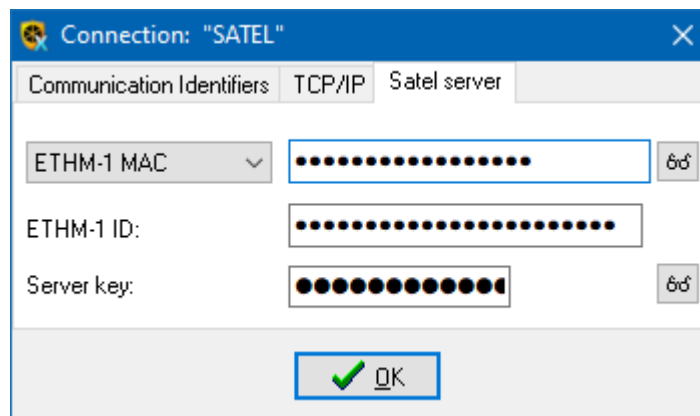 Connection: "SATEL"
Communication Identifiers TCP/IP Satel server
ETHM-1 MAC •••••••••••••••••
ETHM-1 ID: •••••••••••••••••••••••
Server key: ●●●●●●●●●●●●
OK